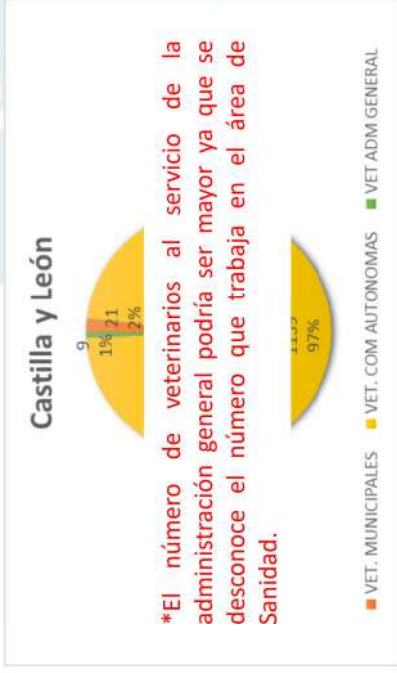 Castilla y León
9
1%
21
2%
*El número de veterinarios al servicio de la
administración general podría ser mayor ya que se
desconoce el número que trabaja en el área de
Sanidad.
97%
VET. MUNICIPALES VET. COM AUTONOMAS VET ADM GENERAL